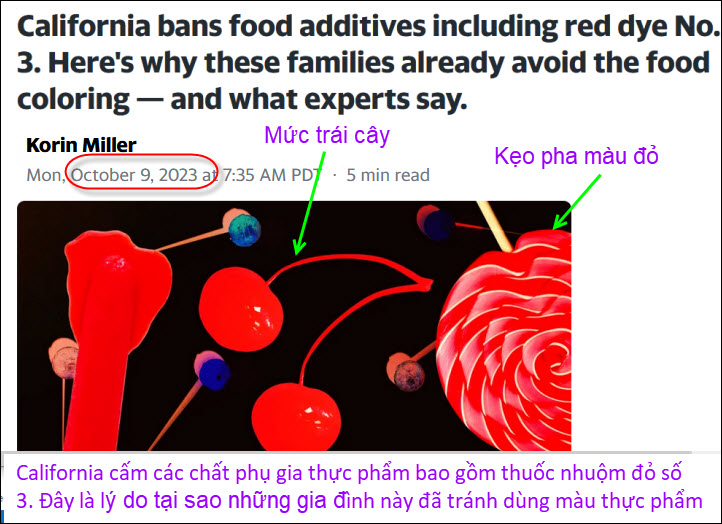 California bans food additives including red dye No.
3. Here's why these families already avoid the food
coloring — and what experts say.
Korin Miller
Mon, October 9, 2023 at 7:35 AM PDT · 5 min read
Mức trái cây
Kẹo pha màu đỏ
California cấm các chất phụ gia thực phẩm bao gồm thuốc nhuộm đỏ số
3. Đây là lý do tại sao những gia đình này đã tránh dùng màu thực phẩm